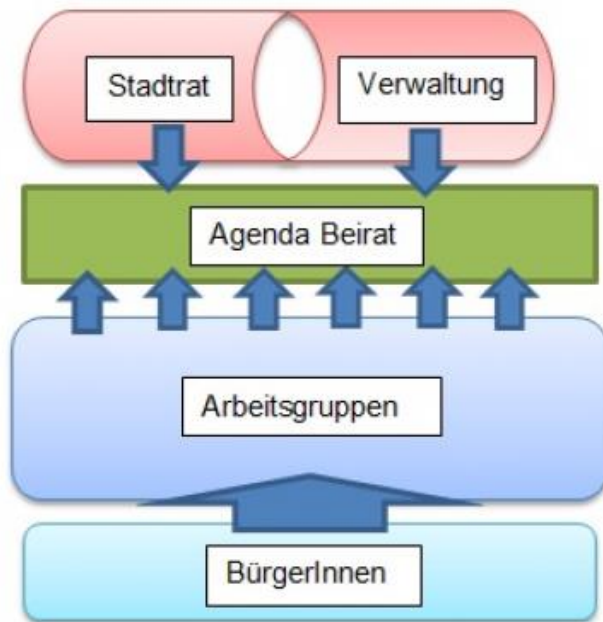 Stadtrat
Verwaltung
Agenda Beirat
Arbeitsgruppen
BürgerInnen